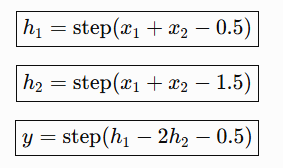 h₁ = step(x₁ + x₂ − 0.5)
h₂ = step(x₁ + x₂ − 1.5)
y = step(h₁ − 2h₂ − 0.5)